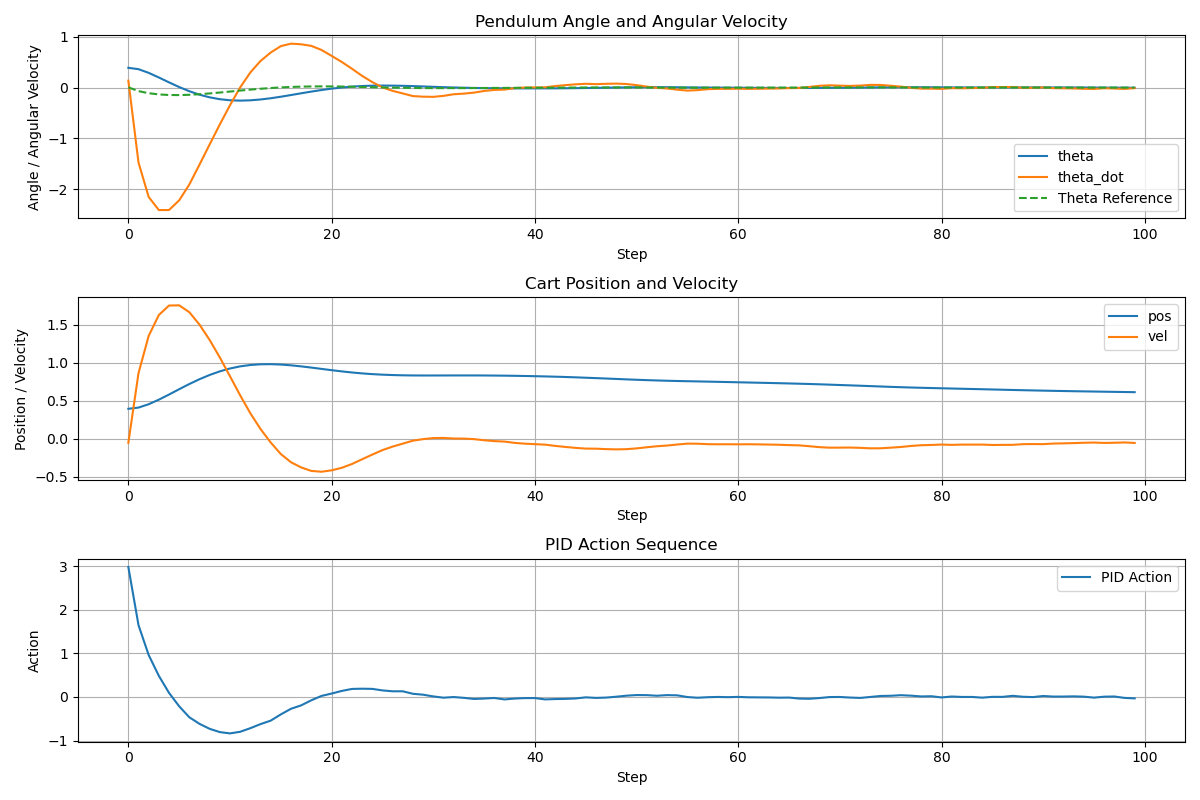 Pendulum Angle and Angular Velocity
Angle / Angular Velocity
1
0
−1
−2
theta
theta_dot
Theta Reference
0 20 40 60 80 100
Step
Cart Position and Velocity
Position / Velocity
1.5
1.0
0.5
0.0
−0.5
pos
vel
0 20 40 60 80 100
Step
PID Action Sequence
Action
3
2
1
0
−1
PID Action
0 20 40 60 80 100
Step